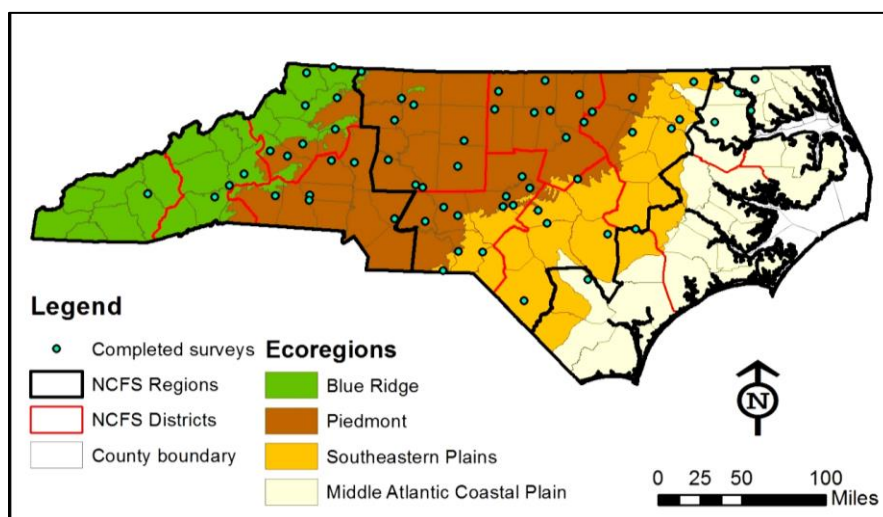 Legend
Completed surveys
NCFS Regions
NCFS Districts
County boundary
Ecoregions
Blue Ridge
Piedmont
Southeastern Plains
Middle Atlantic Coastal Plain
N
0 25 50 100
Miles